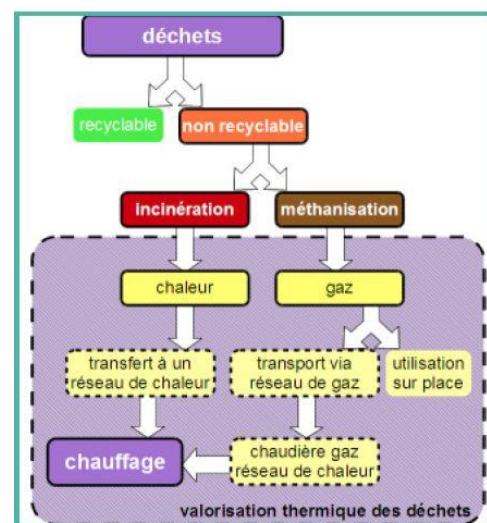 déchets
recyclable
non recyclable
incinération
méthanisation
chaleur
gaz
transfert à un
réseau de chaleur
transport via
réseau de gaz
utilisation
sur place
chauffage
chaudière gaz
réseau de chaleur
valorisation thermique des déchets